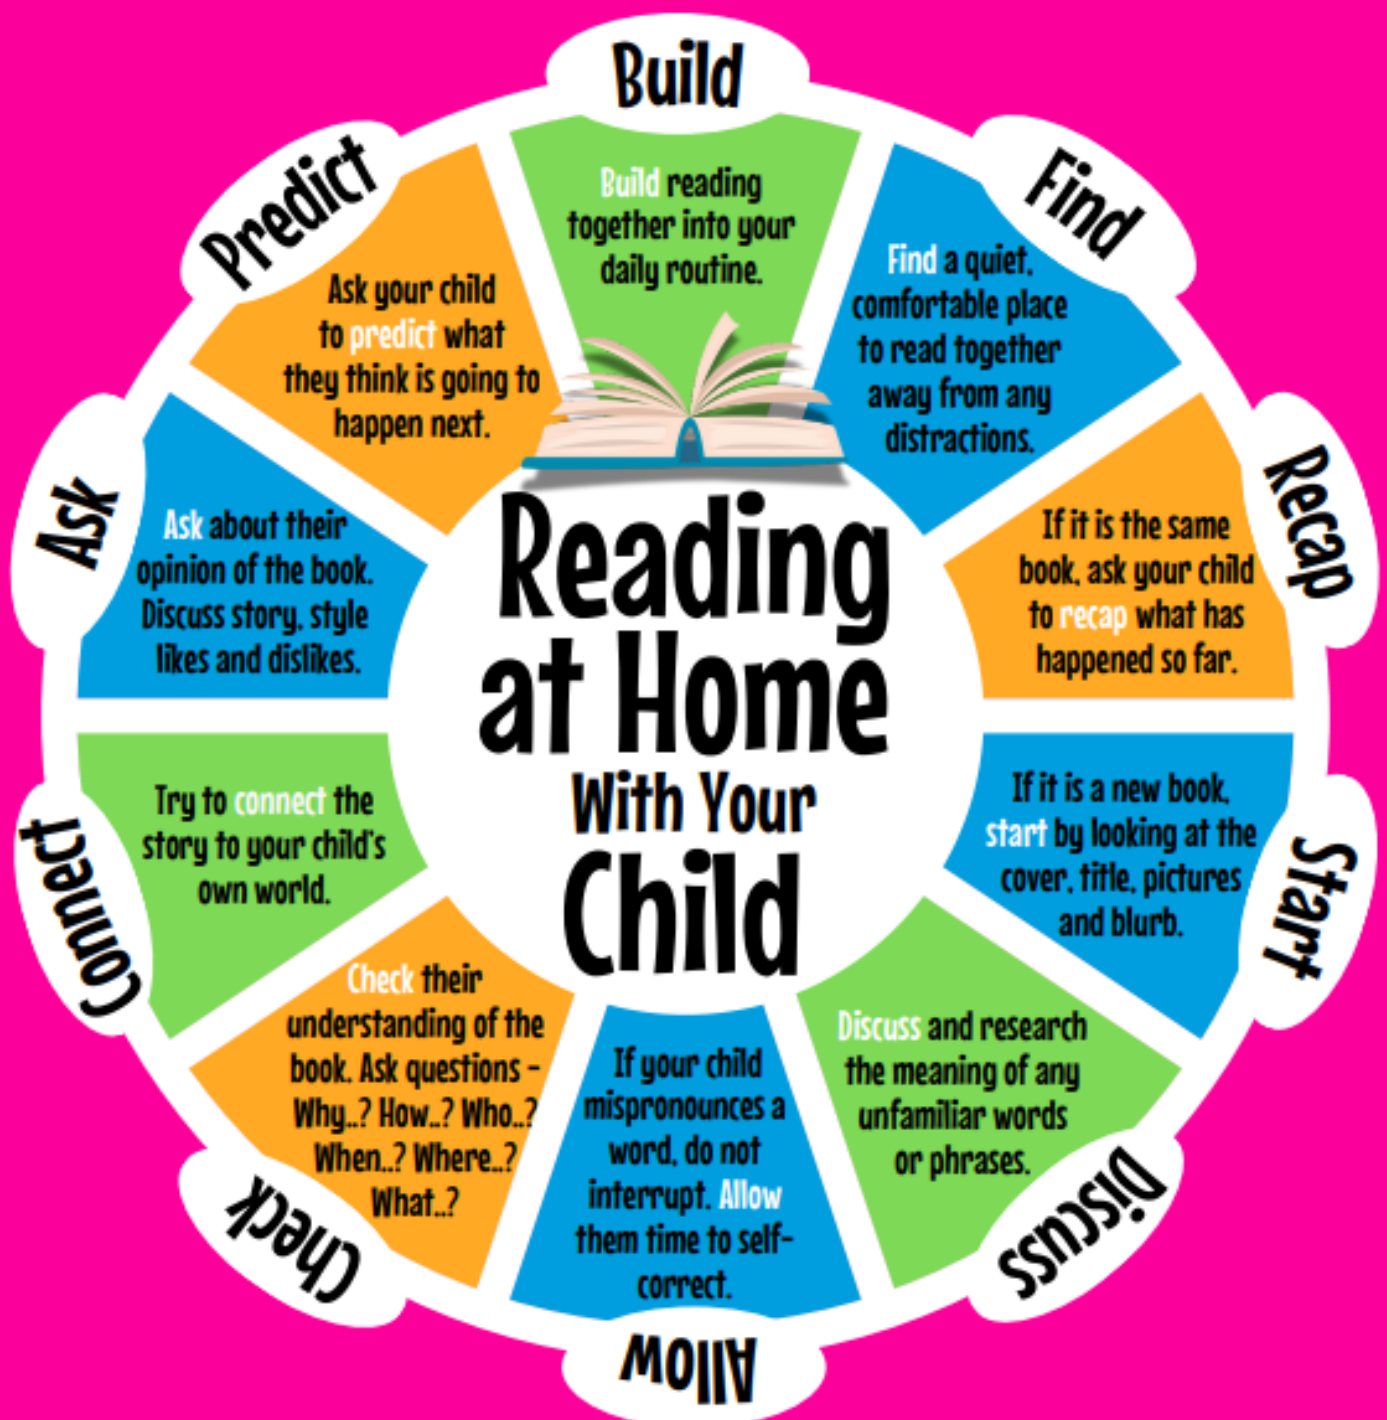 Build
Build reading
together into your
daily routine.
Find
Find a quiet,
comfortable place
to read together
away from any
distractions.
Recap
If it is the same
book, ask your child
to recap what has
happened so far.
Start
If it is a new book,
start by looking at the
cover, title, pictures
and blurb.
Discuss
Discuss and research
the meaning of any
unfamiliar words
or phrases.
Allow
If your child
mispronounces a
word, do not
interrupt. Allow
them time to self-
correct.
Check
Check their
understanding of the
book. Ask questions -
Why..? How..? Who..?
When..? Where..?
What..?
Connect
Try to connect the
story to your child's
own world.
Ask
Ask about their
opinion of the book.
Discuss story, style
likes and dislikes.
Predict
Ask your child
to predict what
they think is going to
happen next.
Reading
at Home
With Your
Child